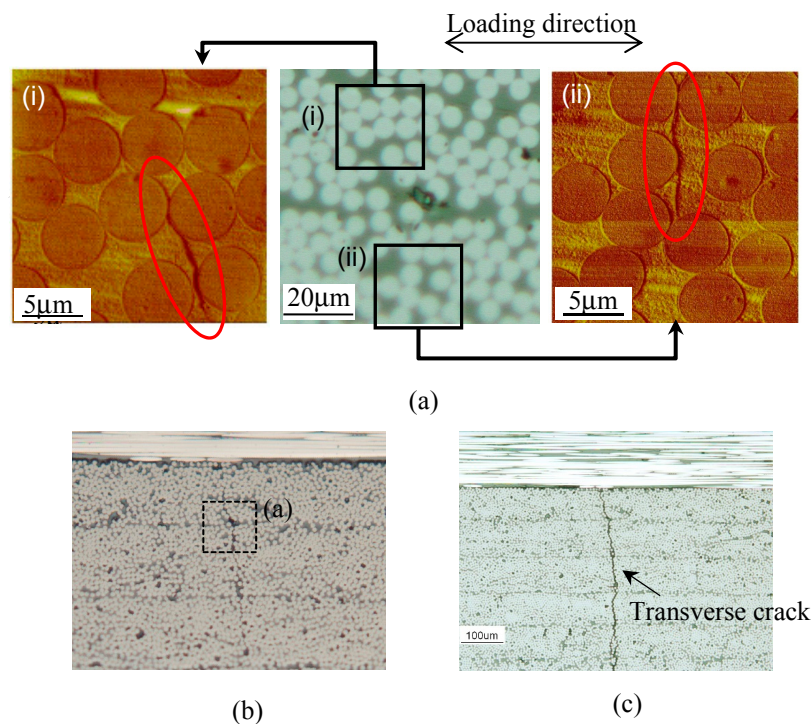 Loading direction
(i)
(i)
(ii)
(ii)
5μm
20μm
5μm
(a)
(a)
Transverse crack
100um
(b)
(c)